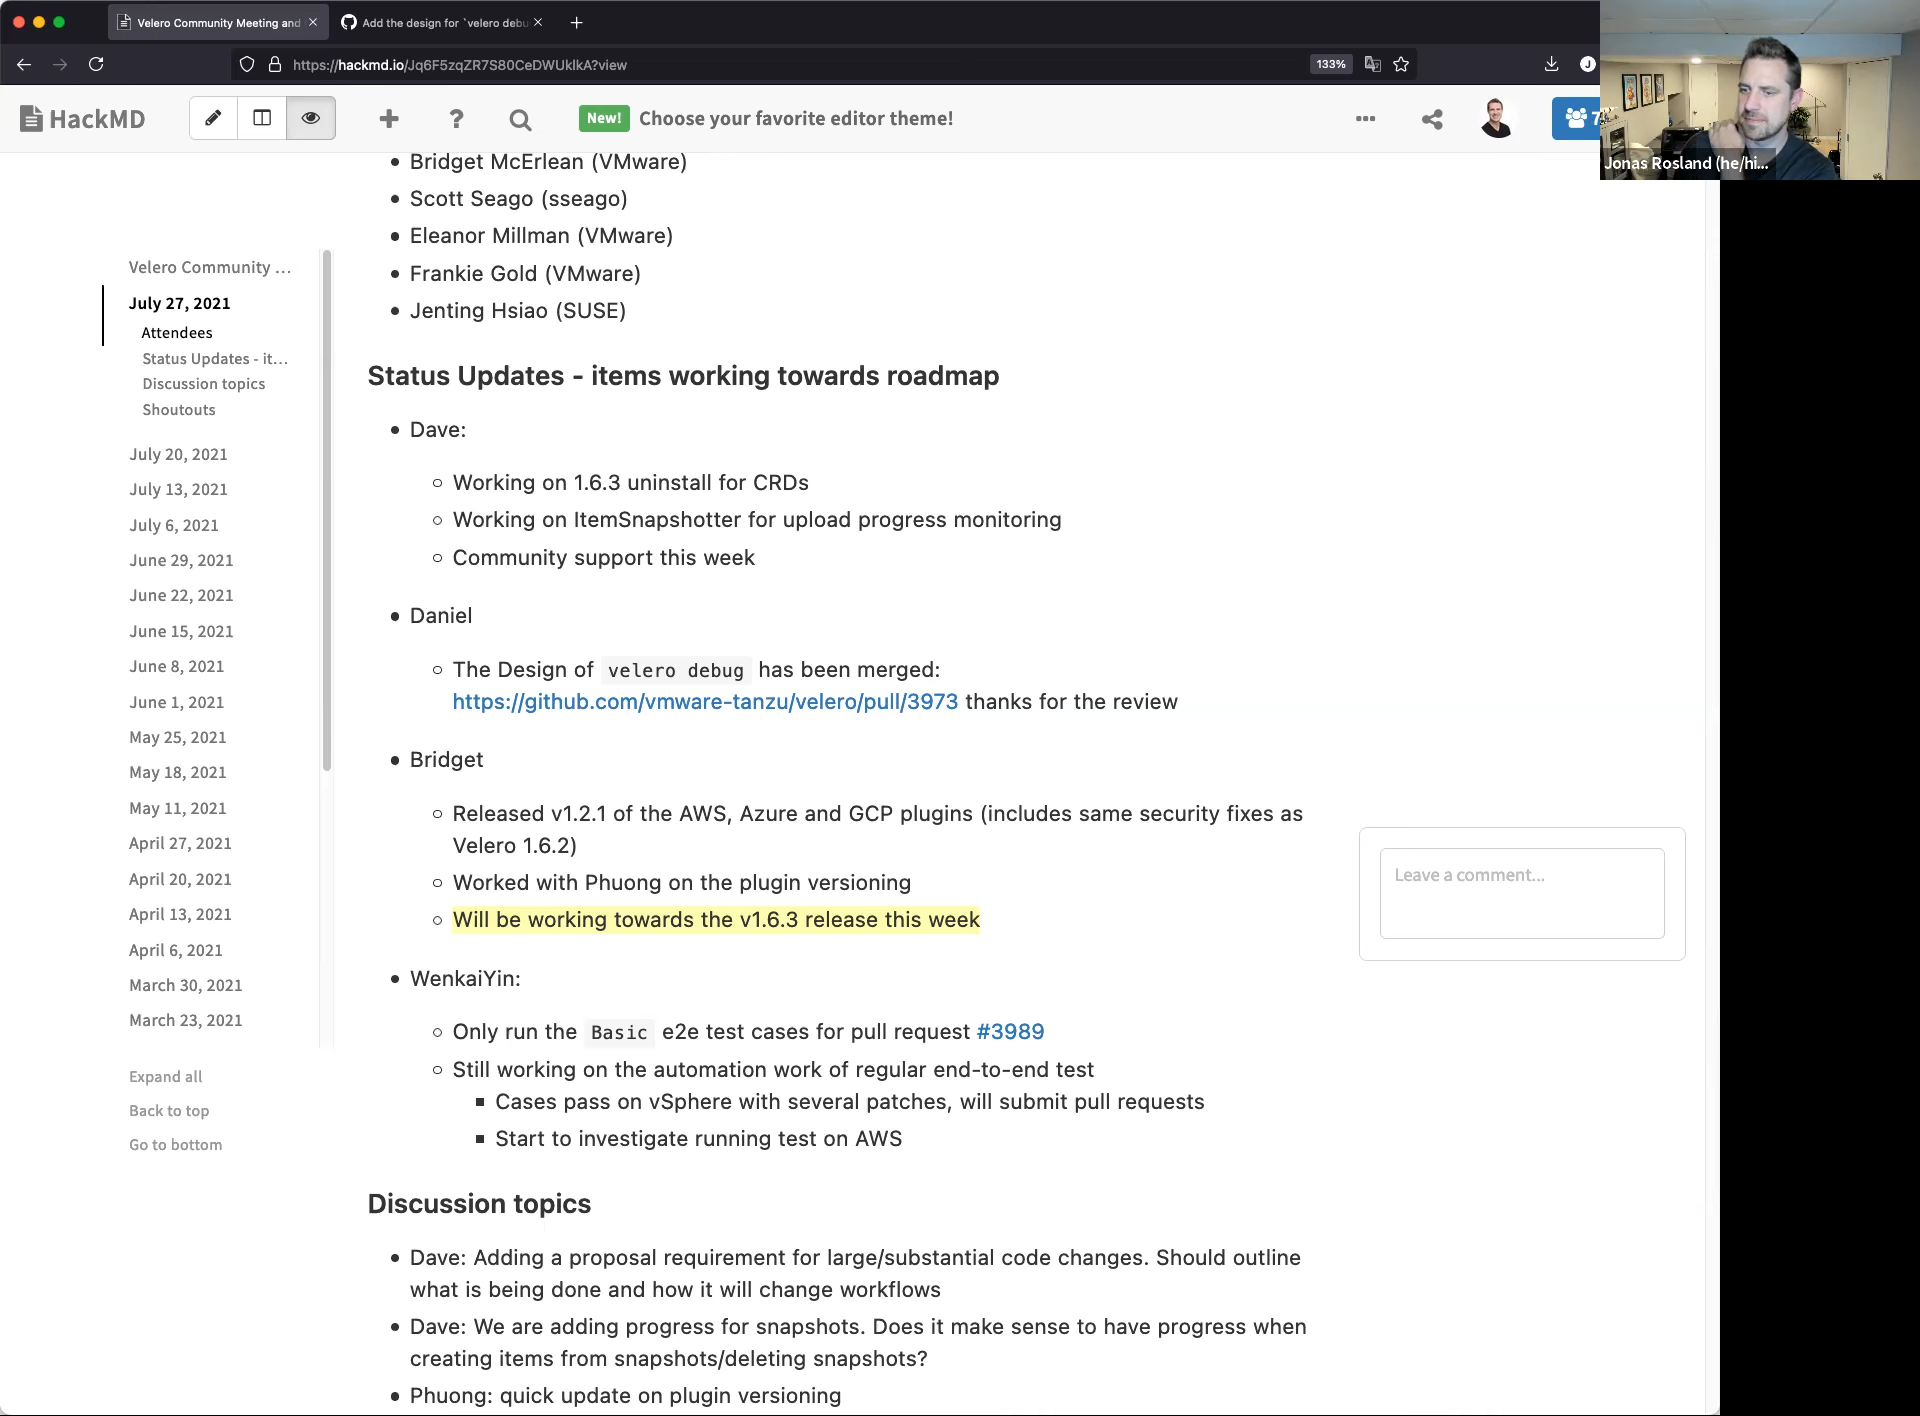 Velero Community Meeting and
Add the design for `velero debu
https://hackmd.io/Jq6F5zqZR7S80CeDWUklkA?view
133%
J
HackMD
New! Choose your favorite editor theme!
7
Jonas Rosland (he/hi...
Velero Community ...
July 27, 2021
Attendees
Status Updates - it...
Discussion topics
Shoutouts
July 20, 2021
July 13, 2021
July 6, 2021
June 29, 2021
June 22, 2021
June 15, 2021
June 8, 2021
June 1, 2021
May 25, 2021
May 18, 2021
May 11, 2021
April 27, 2021
April 20, 2021
April 13, 2021
April 6, 2021
March 30, 2021
March 23, 2021
Expand all
Back to top
Go to bottom
Bridget McErlean (VMware)
Scott Seago (sseago)
Eleanor Millman (VMware)
Frankie Gold (VMware)
Jenting Hsiao (SUSE)
Status Updates - items working towards roadmap
Dave:
Working on 1.6.3 uninstall for CRDs
Working on ItemSnapshotter for upload progress monitoring
Community support this week
Daniel
The Design of velero debug has been merged:
https://github.com/vmware-tanzu/velero/pull/3973 thanks for the review
Bridget
Released v1.2.1 of the AWS, Azure and GCP plugins (includes same security fixes as
Velero 1.6.2)
Worked with Phuong on the plugin versioning
Will be working towards the v1.6.3 release this week
Leave a comment...
WenkaiYin:
Only run the Basic e2e test cases for pull request #3989
Still working on the automation work of regular end-to-end test
Cases pass on vSphere with several patches, will submit pull requests
Start to investigate running test on AWS
Discussion topics
Dave: Adding a proposal requirement for large/substantial code changes. Should outline
what is being done and how it will change workflows
Dave: We are adding progress for snapshots. Does it make sense to have progress when
creating items from snapshots/deleting snapshots?
Phuong: quick update on plugin versioning